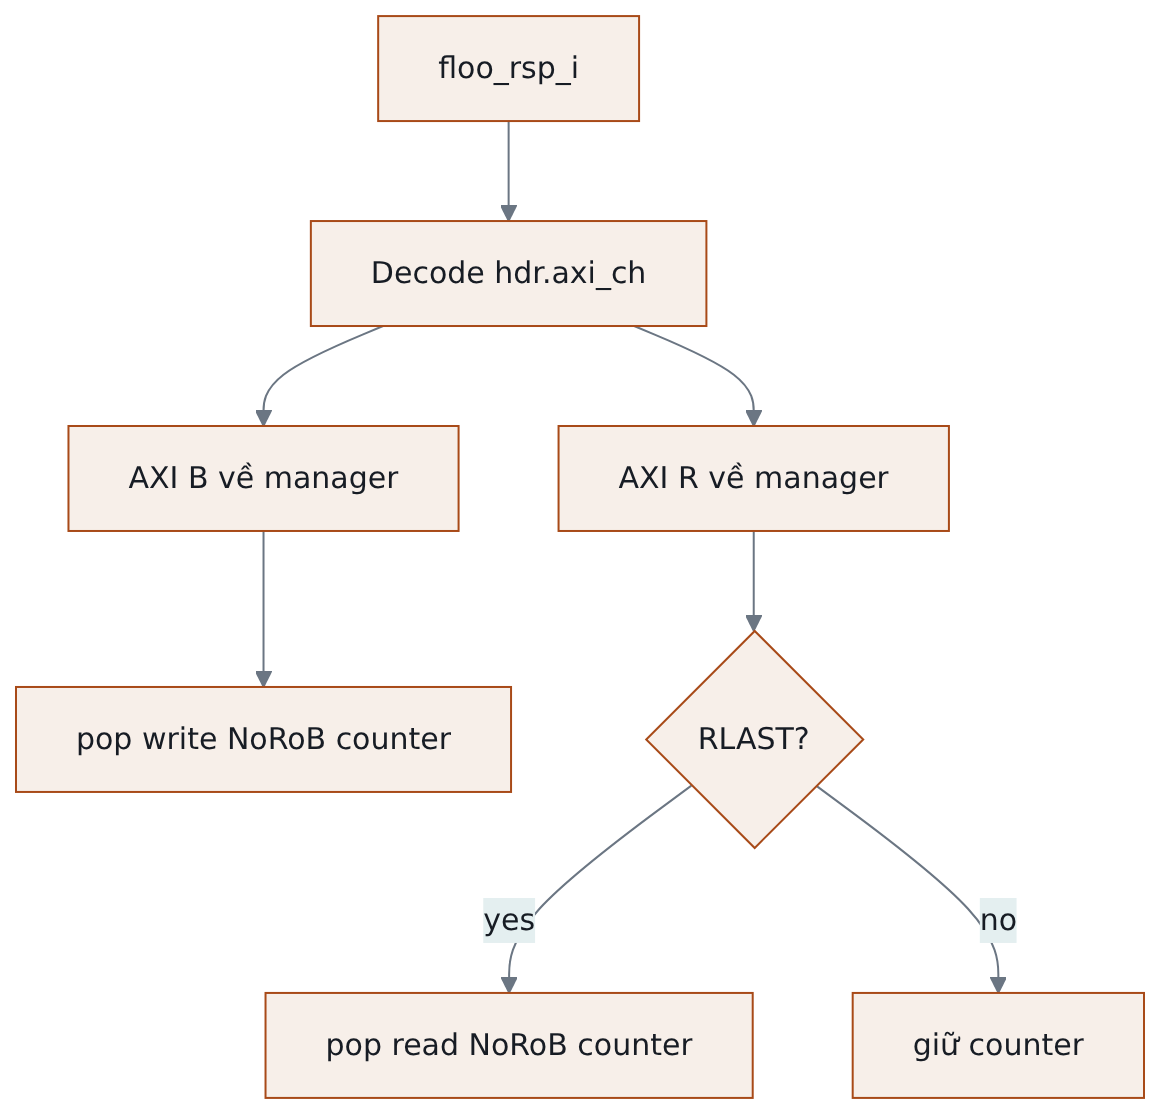 floo_rsp_i
Decode hdr.axi_ch
AXI B về manager
AXI R về manager
pop write NoRoB counter
RLAST?
yes
no
pop read NoRoB counter
giữ counter